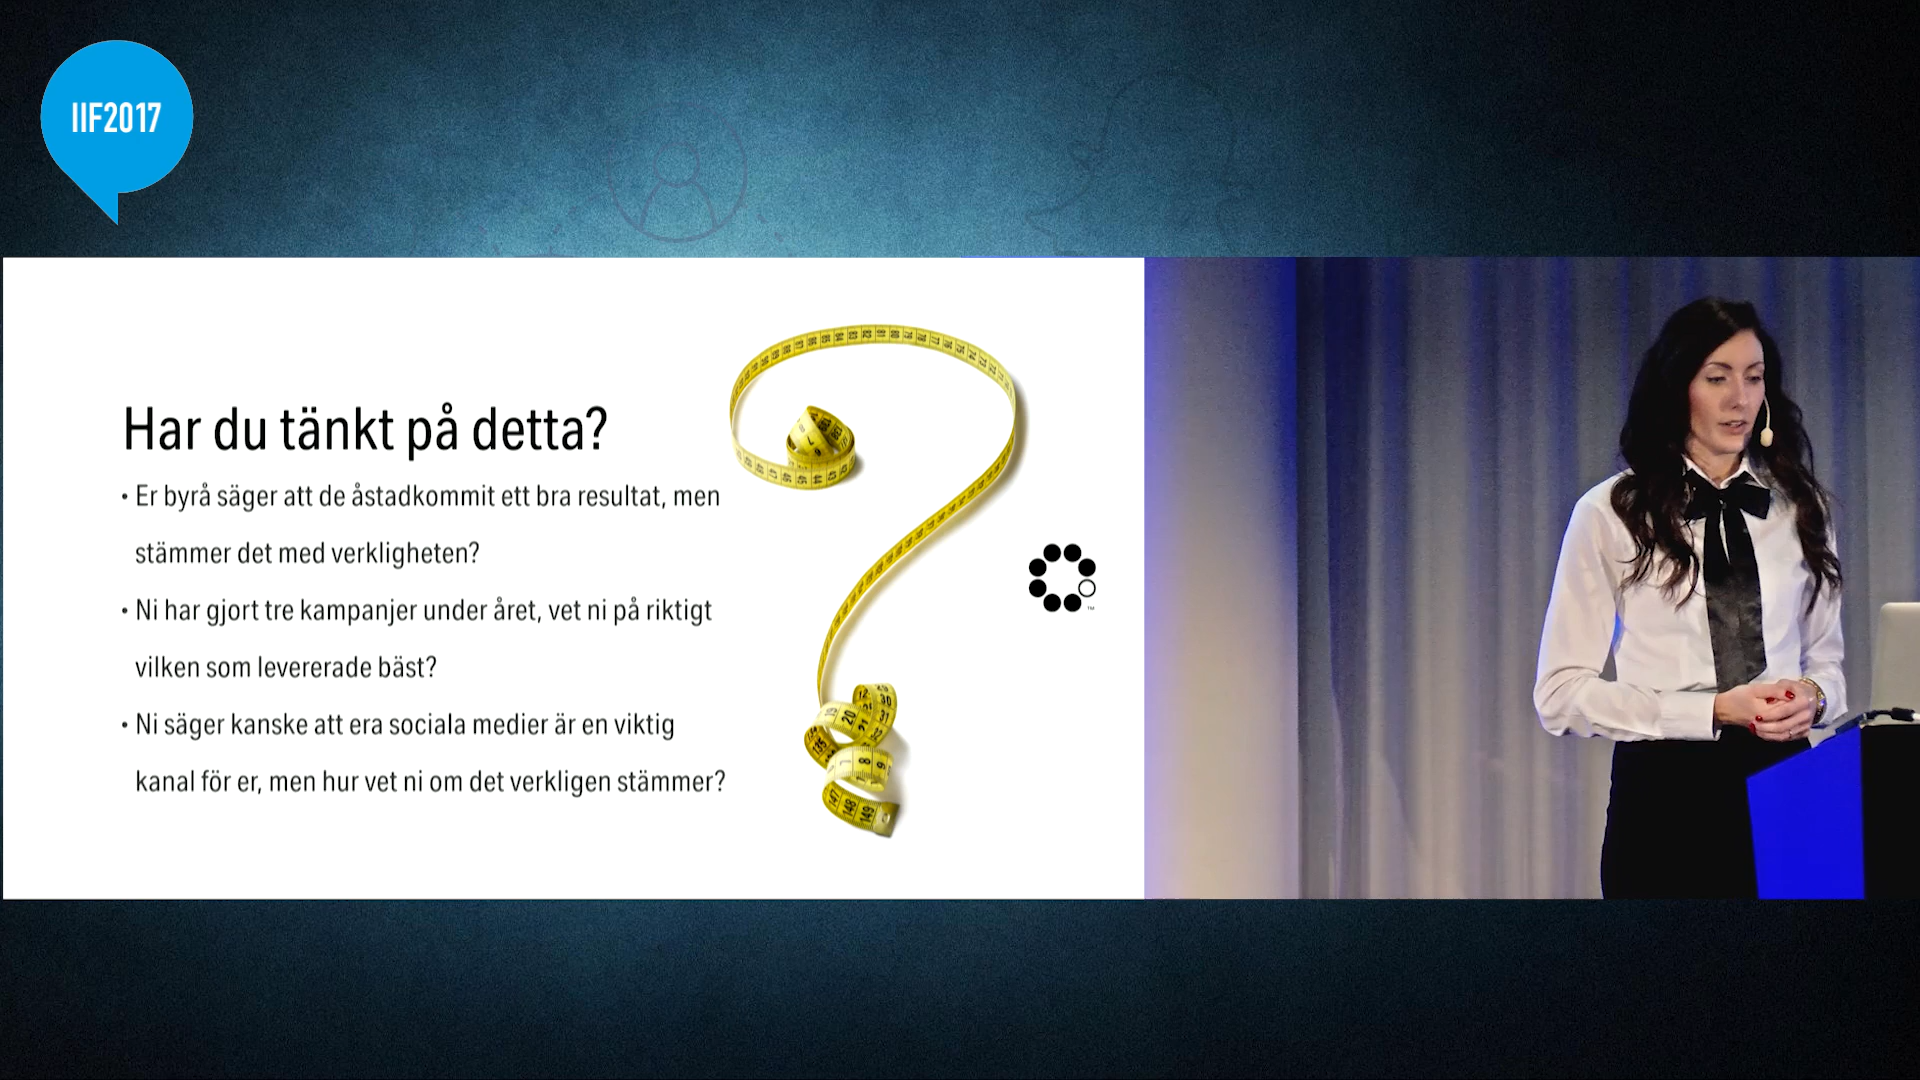 IIF2017
Har du tänkt på detta?
• Er byrå säger att de åstadkommit ett bra resultat, men
stämmer det med verkligheten?
• Ni har gjort tre kampanjer under året, vet ni på riktigt
vilken som levererade bäst?
• Ni säger kanske att era sociala medier är en viktig
kanal för er, men hur vet ni om det verkligen stämmer?
TM